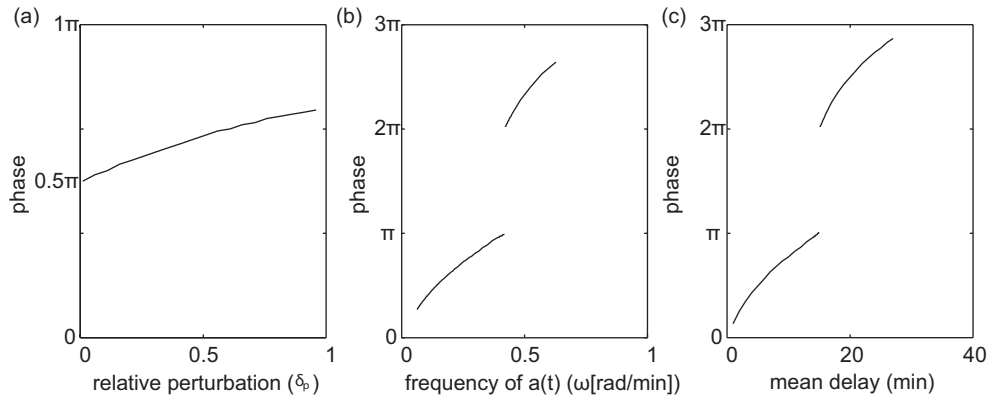 (a)
1π
0.5π
0
phase
0
0.5
1
relative perturbation (δₚ)
(b)
3π
2π
π
0
phase
0
0.5
1
frequency of a(t) (ω[rad/min])
(c)
3π
2π
π
0
phase
0
20
40
mean delay (min)